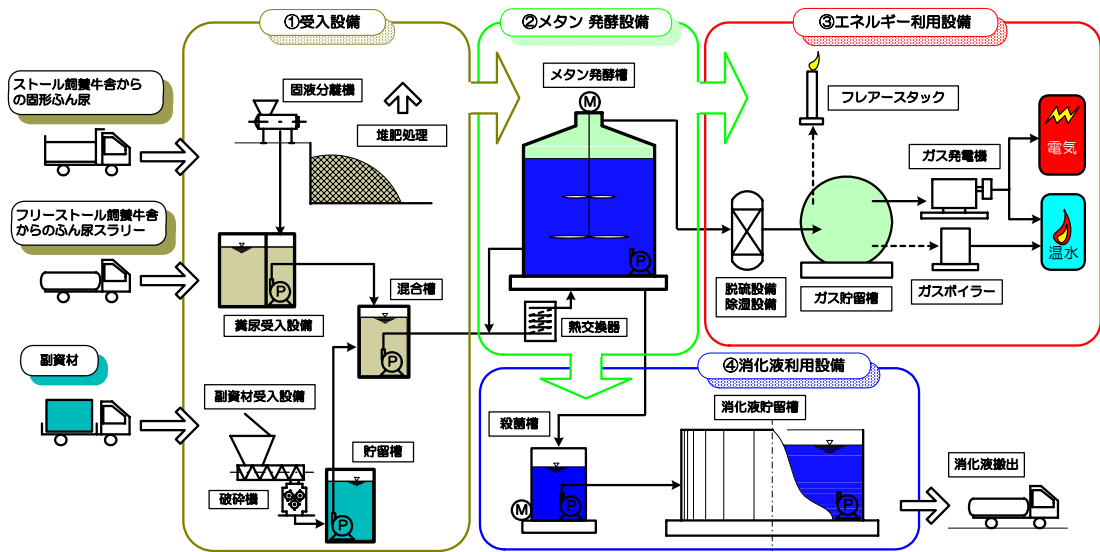 ①受入設備
②メタン 発酵設備
③エネルギー利用設備
ストール飼養牛舎から
の固形ふん尿
固液分離機
堆肥処理
メタン発酵槽
M
フレアースタック
ガス発電機
電気
フリーストール飼養牛舎
からのふん尿スラリー
P
糞尿受入設備
混合槽
P
P
熱交換器
脱硫設備
除湿設備
ガス貯留槽
ガスボイラー
温水
副資材
副資材受入設備
破砕機
貯留槽
P
④消化液利用設備
殺菌槽
M
P
消化液貯留槽
P
消化液搬出